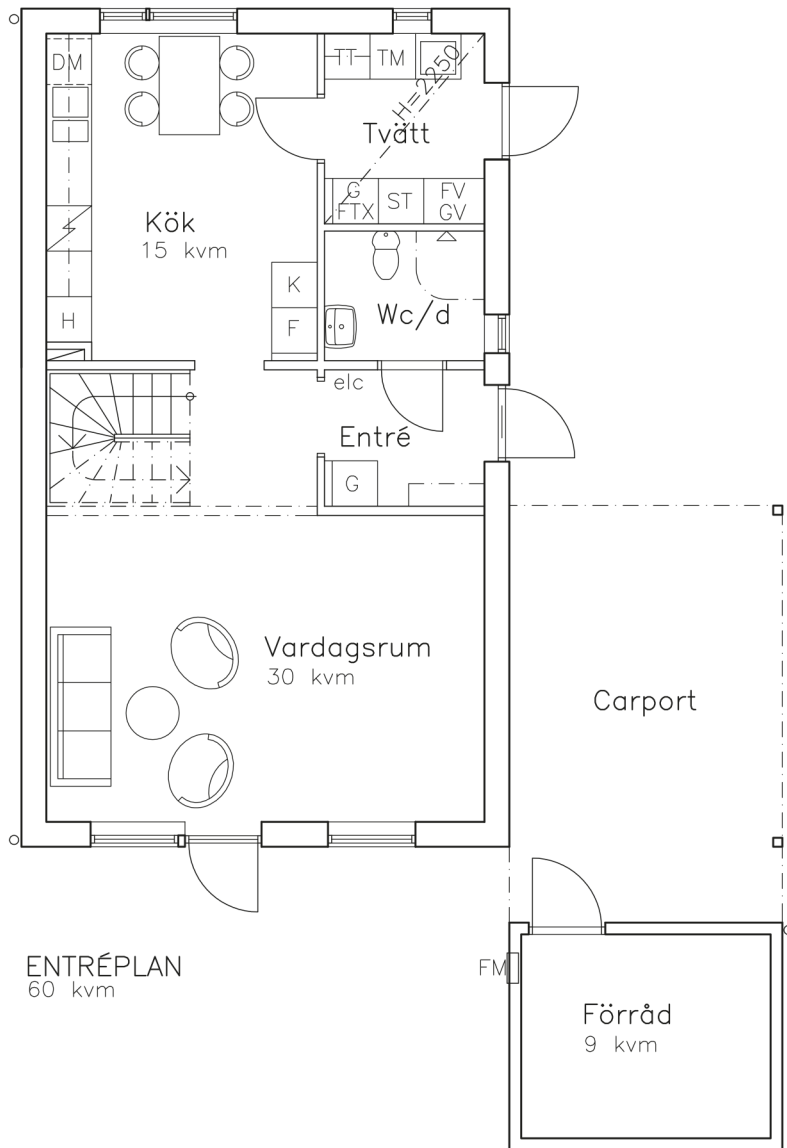 DM
TT TM
H=2250
Tvätt
G
FTX
ST
FV
GV
Kök
15 kvm
K
F
H
Wc/d
elc
Entré
G
Vardagsrum
30 kvm
Carport
ENTRÉPLAN
60 kvm
FM
Förråd
9 kvm